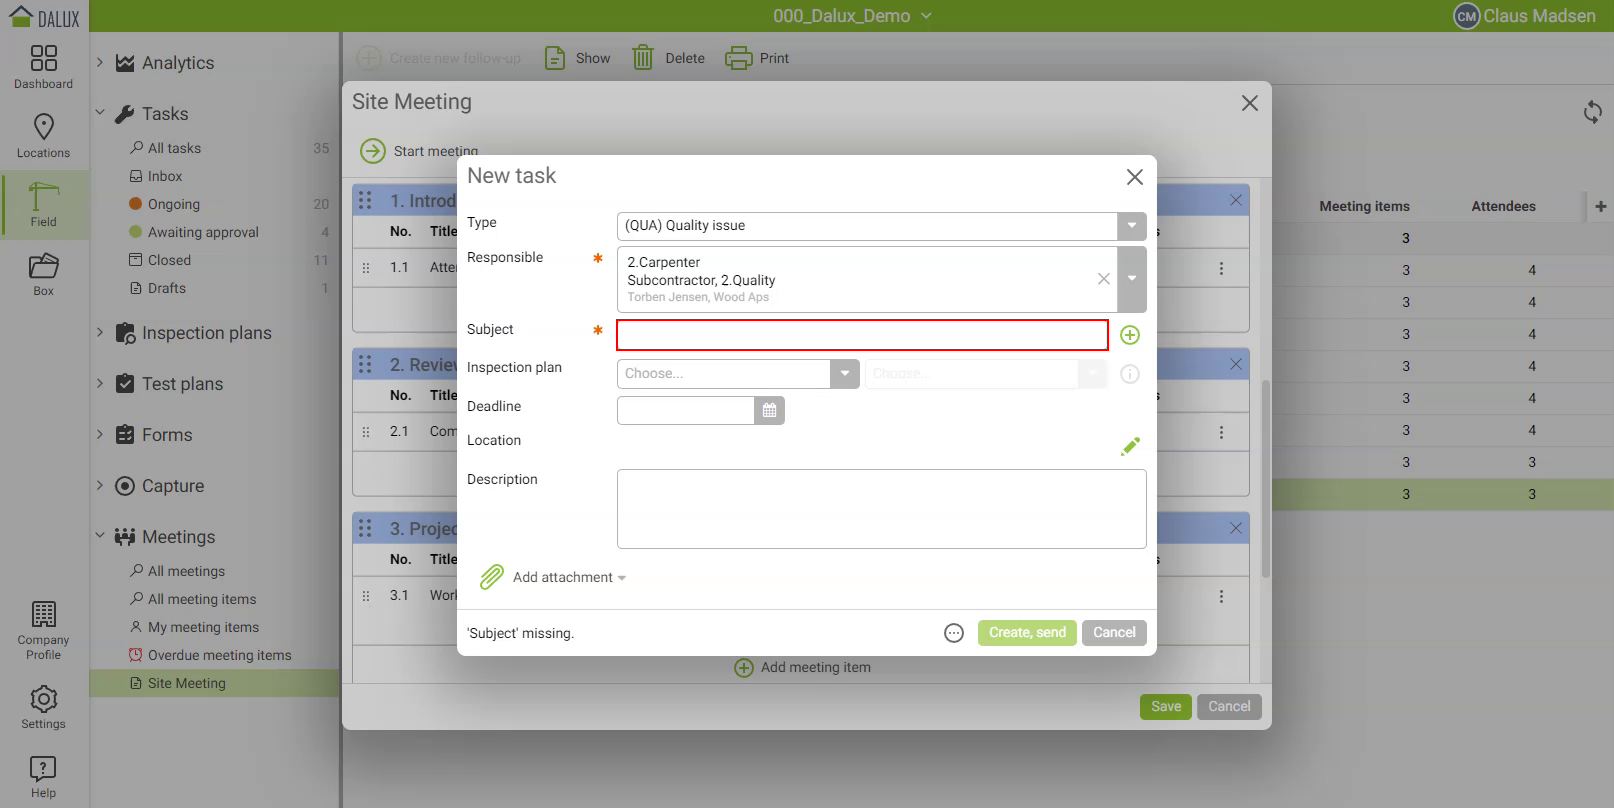 DALUX
000_Dalux_Demo
CM Claus Madsen
Dashboard
Locations
Field
Box
Company
Profile
Settings
Help
Analytics
Tasks
All tasks 35
Inbox
Ongoing 20
Awaiting approval 4
Closed 11
Drafts 1
Inspection plans
Test plans
Forms
Capture
Meetings
All meetings
All meeting items
My meeting items
Overdue meeting items
Site Meeting
Create new follow-up Show Delete Print
Site Meeting
Start meeting
1. Introd
No. Title
1.1 Atte
2. Review
No. Title
2.1 Com
3. Projec
No. Title
3.1 Work
Add meeting item
Save Cancel
New task
Type (QUA) Quality issue
Responsible * 2.Carpenter
Subcontractor, 2.Quality
Torben Jensen, Wood Aps
Subject *
Inspection plan Choose... Choose...
Deadline
Location
Description
Add attachment
'Subject' missing. Create, send Cancel
Meeting items Attendees +
3
3 4
3 4
3 4
3 4
3 4
3 4
3 3
3 3